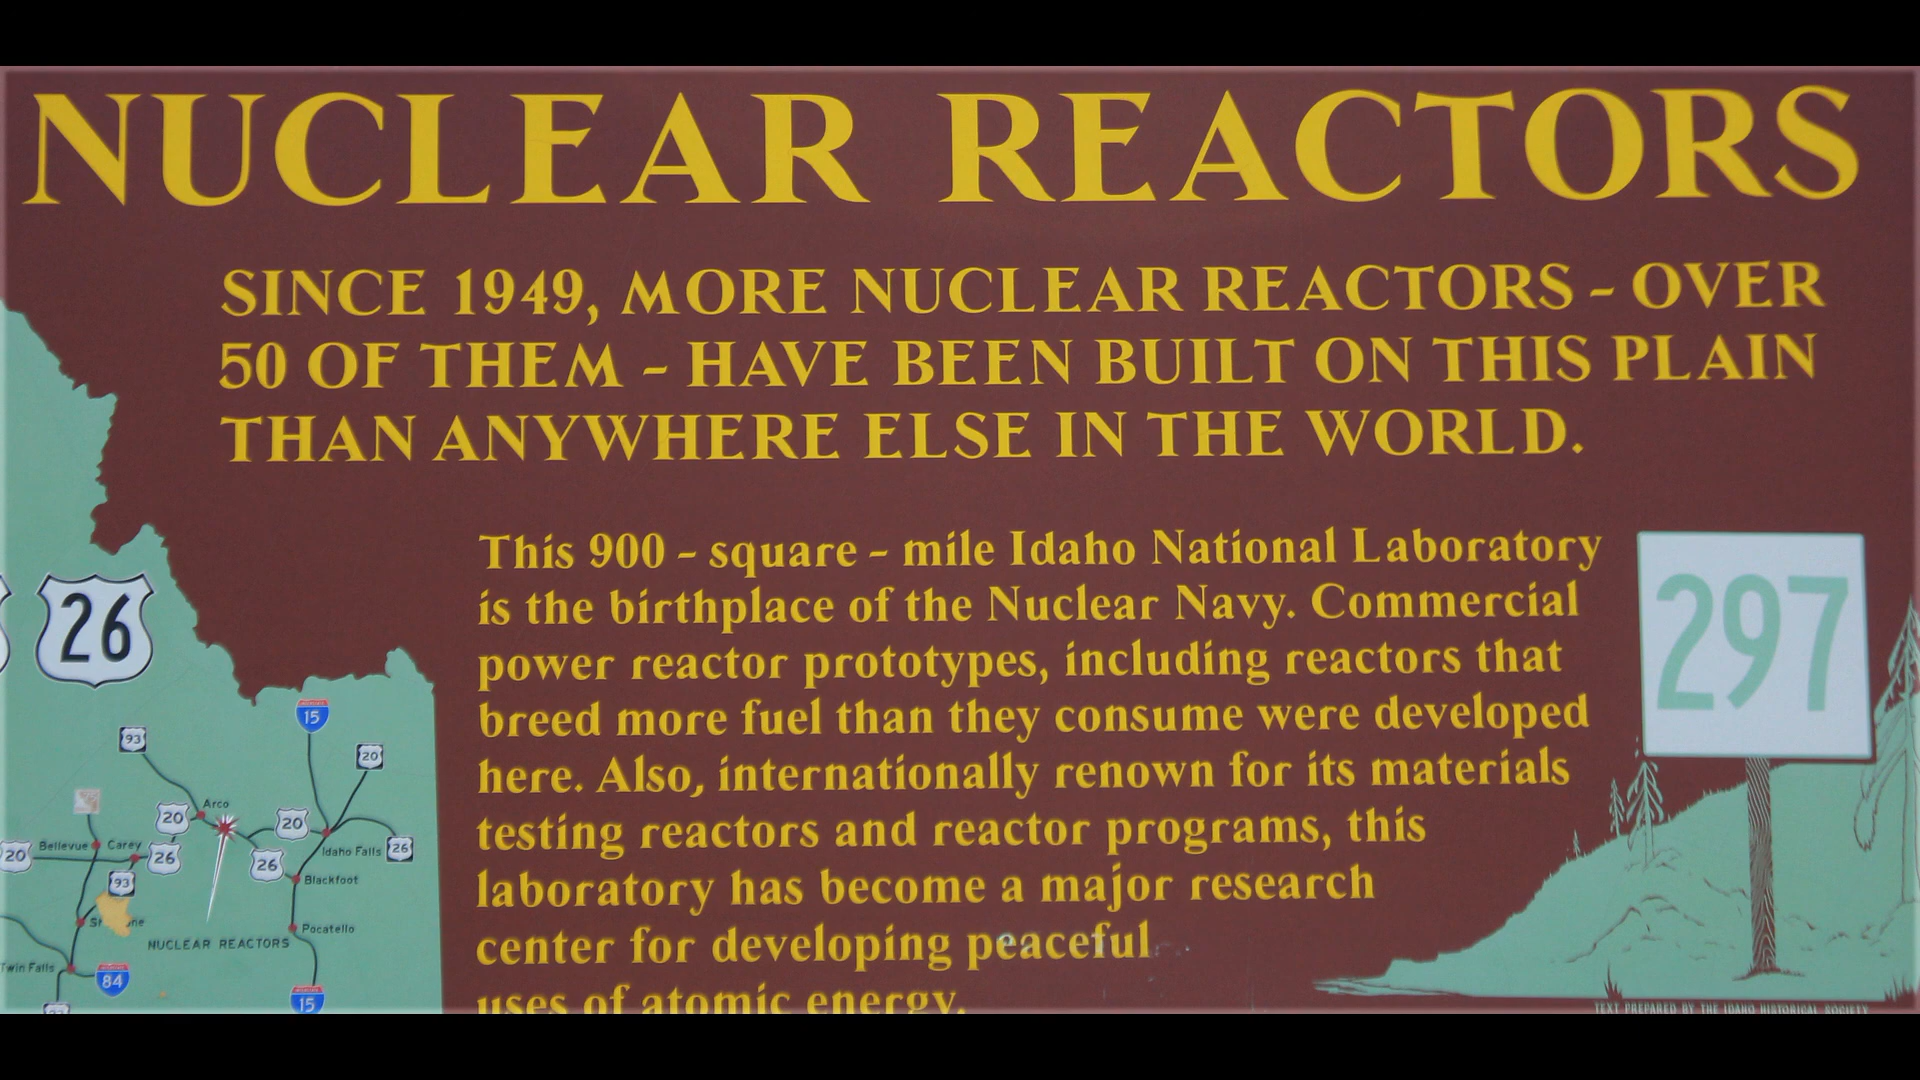 NUCLEAR REACTORS
SINCE 1949, MORE NUCLEAR REACTORS - OVER
50 OF THEM - HAVE BEEN BUILT ON THIS PLAIN
THAN ANYWHERE ELSE IN THE WORLD.
This 900 - square - mile Idaho National Laboratory
is the birthplace of the Nuclear Navy. Commercial
power reactor prototypes, including reactors that
breed more fuel than they consume were developed
here. Also, internationally renown for its materials
testing reactors and reactor programs, this
laboratory has become a major research
center for developing peaceful
uses of atomic energy.
297
26
15
93
20
Arco
20
20
Bellevue
Carey
26
20
26
Idaho Falls
26
93
Blackfoot
Pocatello
NUCLEAR REACTORS
Twin Falls
84
15
TEXT PREPARED BY THE IDAHO HISTORICAL SOCIETY